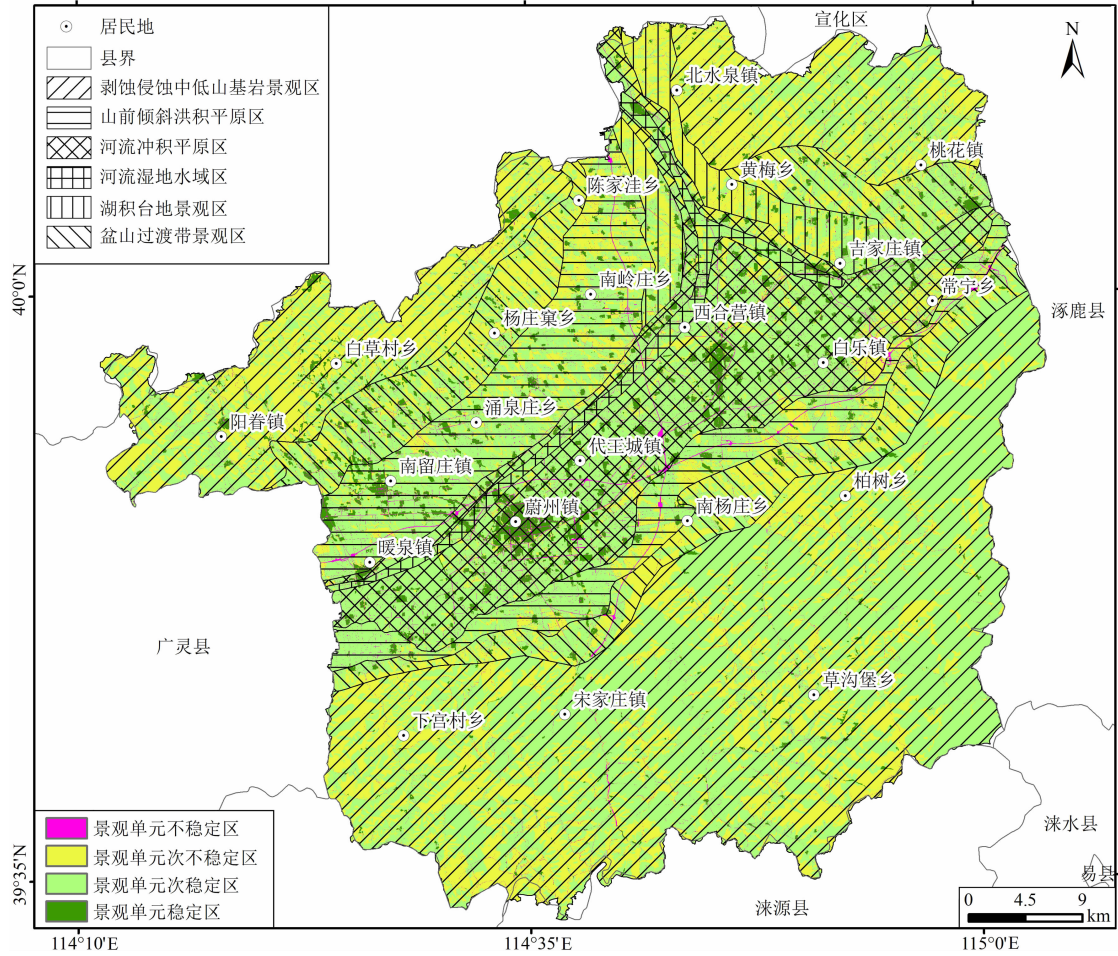 居民地
县界
剥蚀侵蚀中低山基岩景观区
山前倾斜洪积平原区
河流冲积平原区
河流湿地水域区
湖积台地景观区
盆山过渡带景观区
宣化区
N
北水泉镇
桃花镇
黄梅乡
陈家洼乡
吉家庄镇
南岭庄乡
常宁乡
40°0'N
涿鹿县
西合营镇
杨庄窠乡
白草村乡
白乐镇
涌泉庄乡
阳眷镇
代王城镇
南留庄镇
柏树乡
蔚州镇
南杨庄乡
暖泉镇
广灵县
草沟堡乡
宋家庄镇
下宫村乡
景观单元不稳定区
景观单元次不稳定区
景观单元次稳定区
景观单元稳定区
涞水县
易县
39°35'N
涞源县
0 4.5 9
km
114°10'E
114°35'E
115°0'E